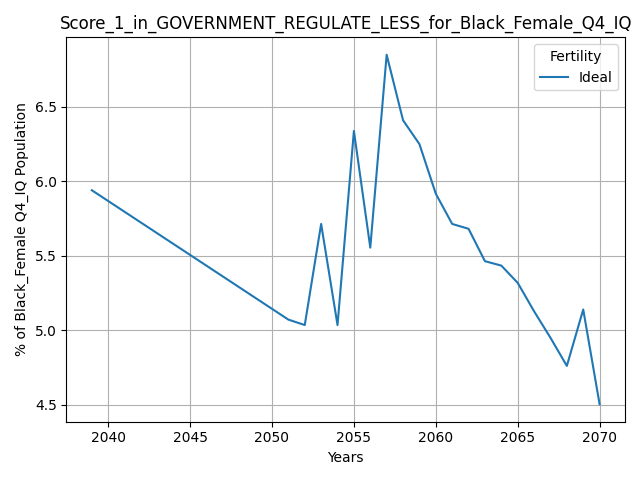 Score_1_in_GOVERNMENT_REGULATE_LESS_for_Black_Female_Q4_IQ
Fertility
Ideal
% of Black_Female Q4_IQ Population
6.5
6.0
5.5
5.0
4.5
2040 2045 2050 2055 2060 2065 2070
Years